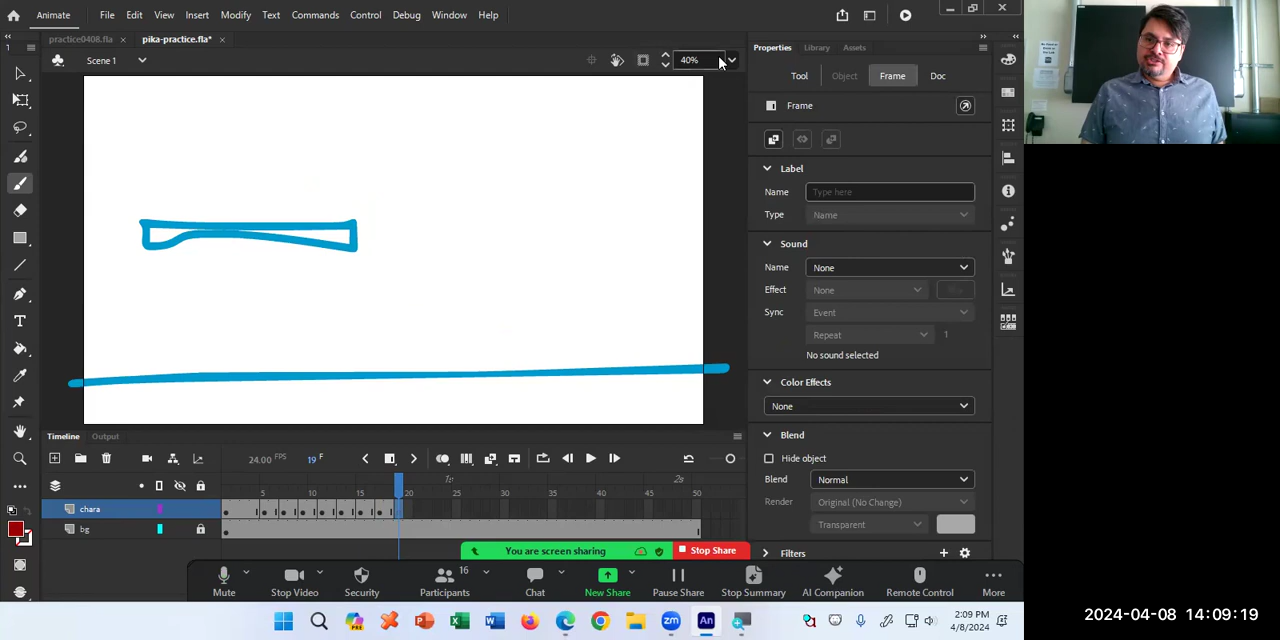 Animate File Edit View Insert Modify Text Commands Control Debug Window Help
practice0408.fla × pika-practice.fla* ×
Scene 1 40%
Properties Library Assets
Tool Object Frame Doc
Frame
Label
Name Type here
Type Name
Sound
Name None
Effect None
Sync Event
Repeat 1
No sound selected
Color Effects
None
Blend
Hide object
Blend Normal
Render Original (No Change)
Transparent
Filters
Timeline Output
24.00 FPS 19 F
1s 2s
5 10 15 20 25 30 35 40 45 50
chara
bg
You are screen sharing Stop Share
16
Mute Stop Video Security Participants Chat New Share Pause Share Stop Summary AI Companion Remote Control More
2:09 PM
4/8/2024
2024-04-08 14:09:19